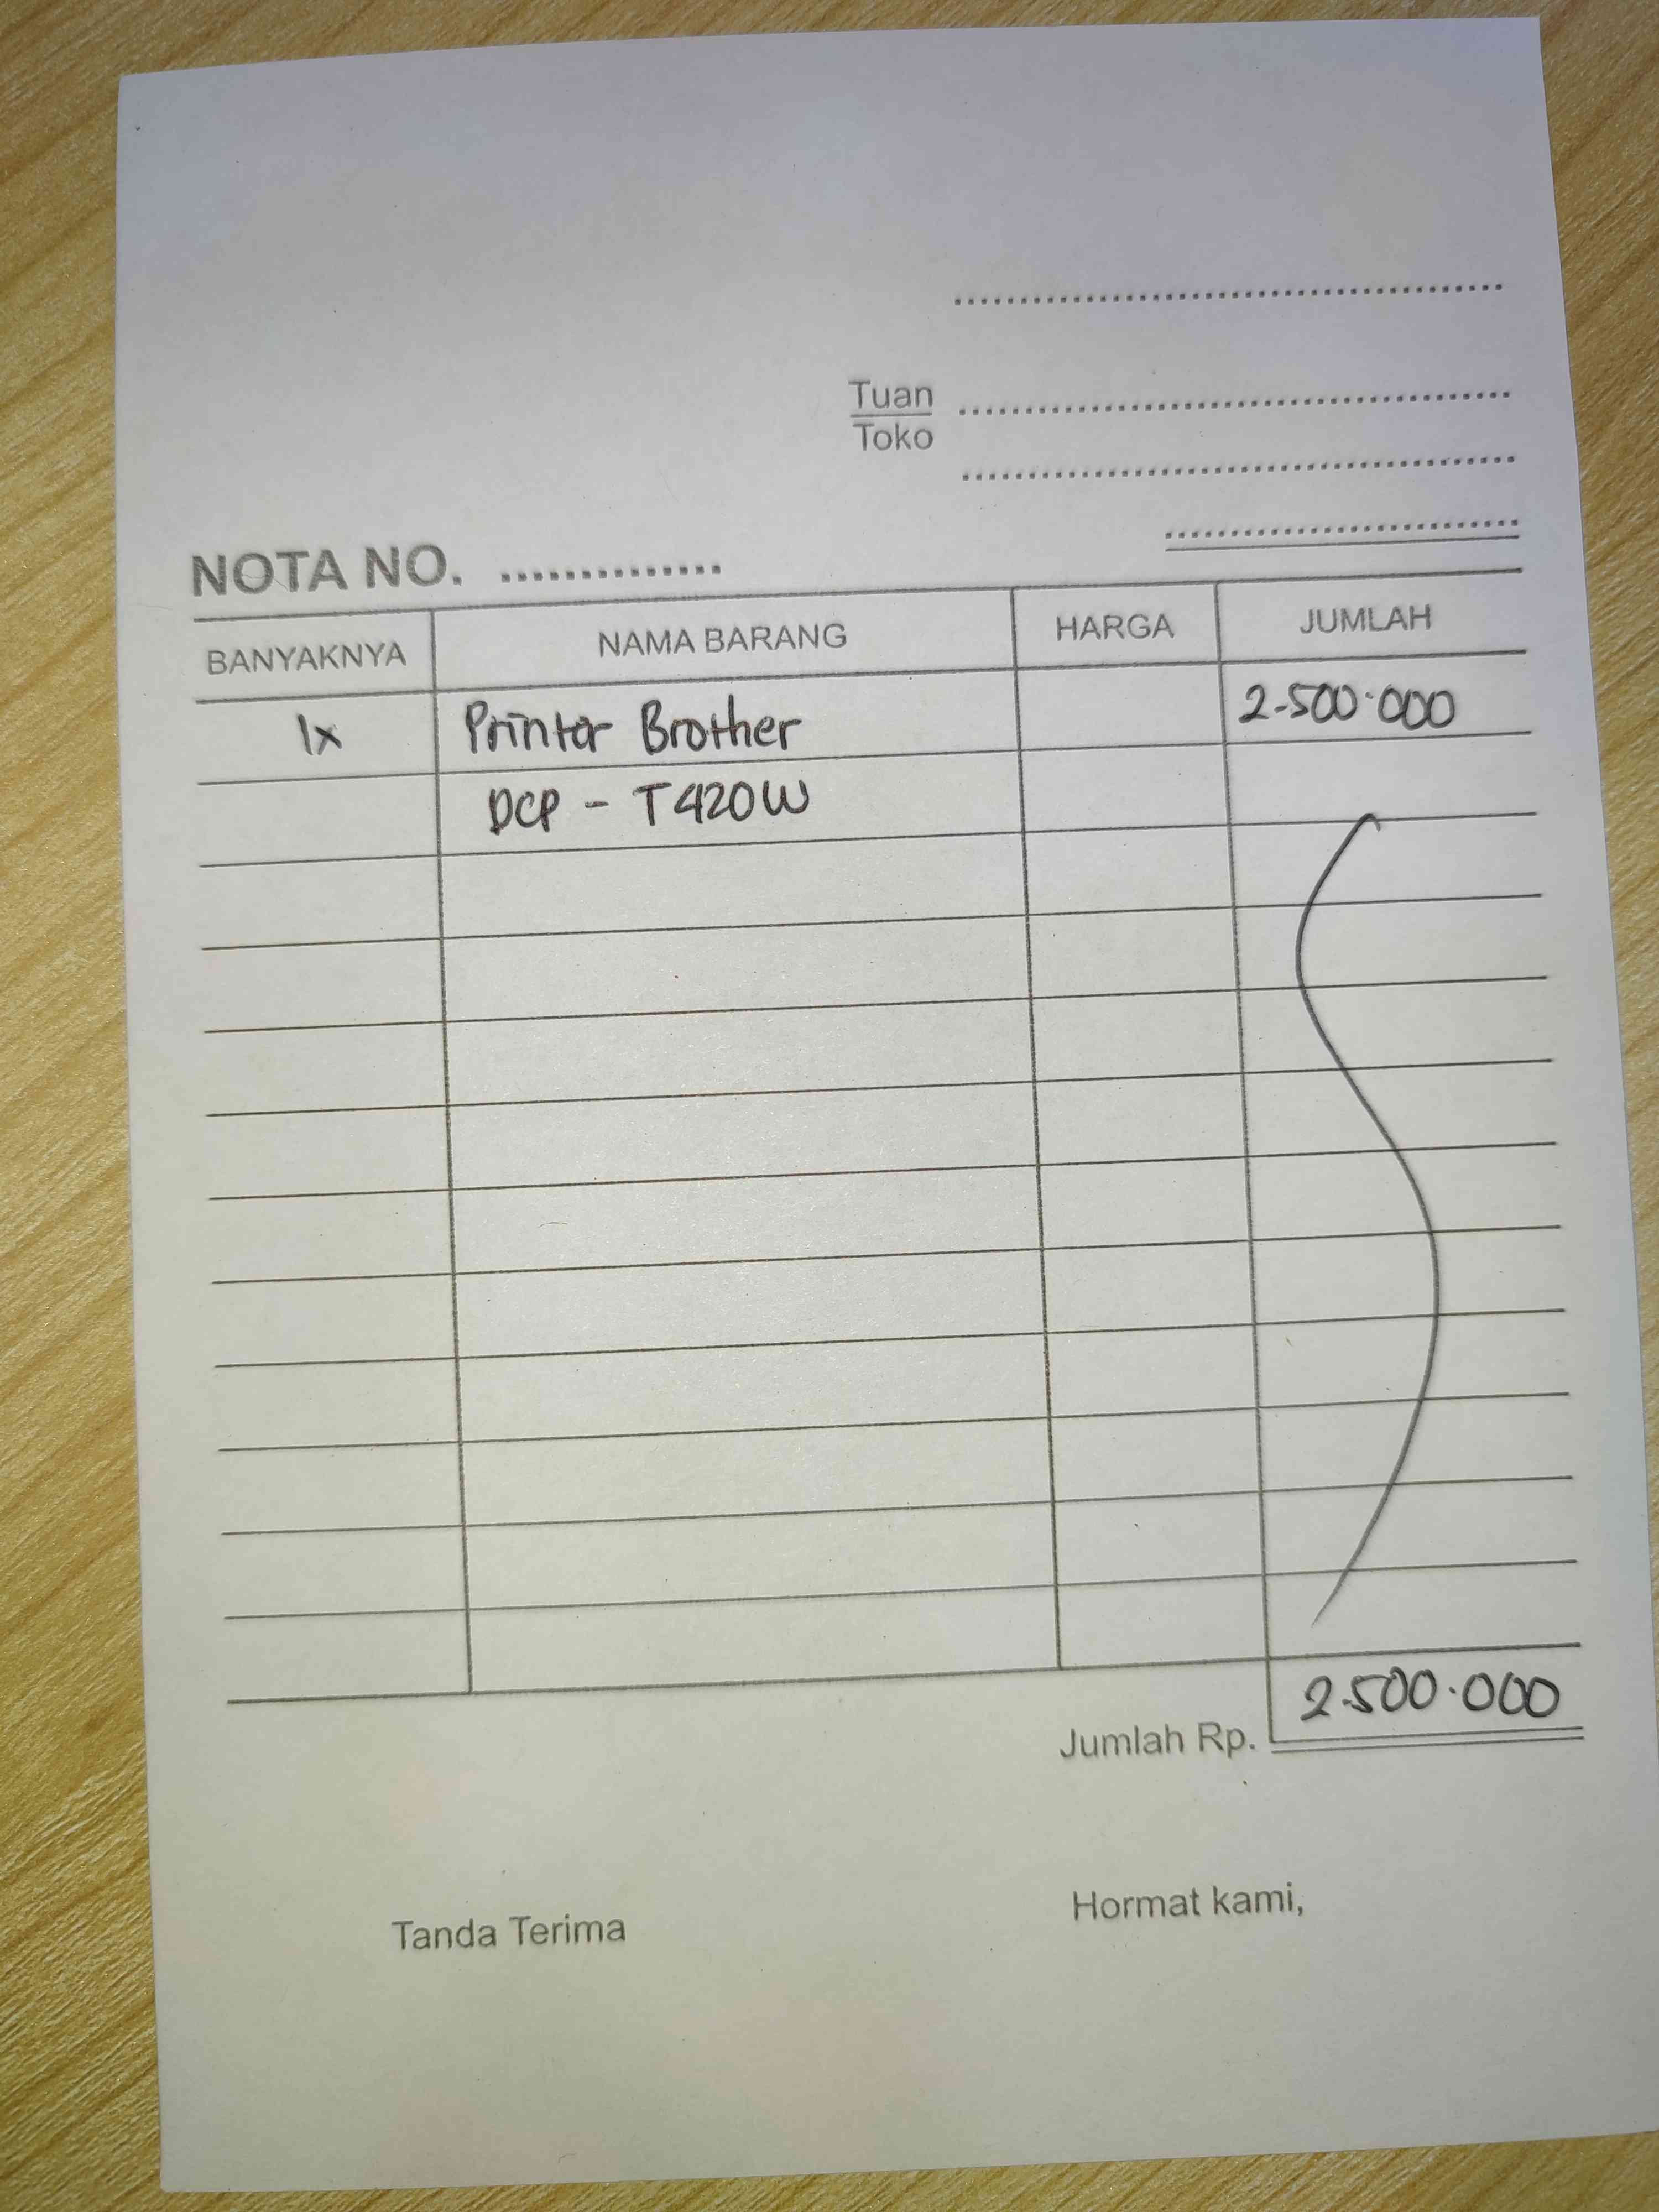 Tuan
Toko
NOTA NO. ..............
BANYAKNYA NAMA BARANG HARGA JUMLAH
1x Printer Brother 2.500.000
DCP - T420W
Jumlah Rp. 2.500.000
Tanda Terima Hormat kami,